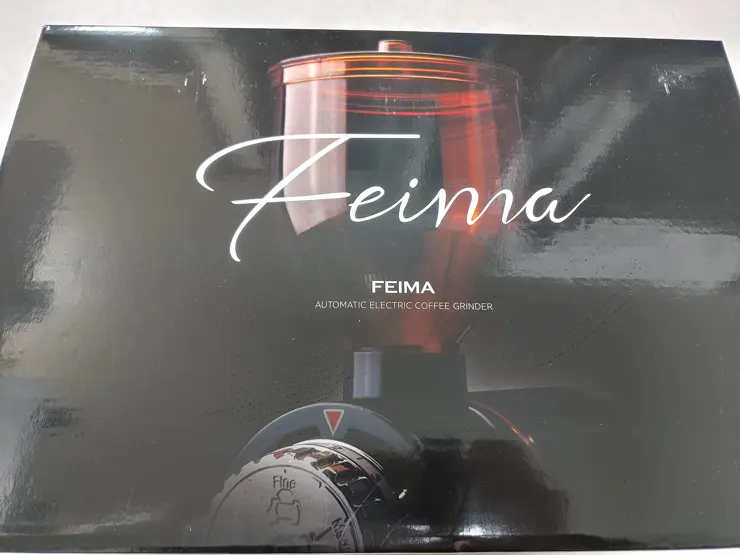 Feima
FEIMA
AUTOMATIC ELECTRIC COFFEE GRINDER
Fine